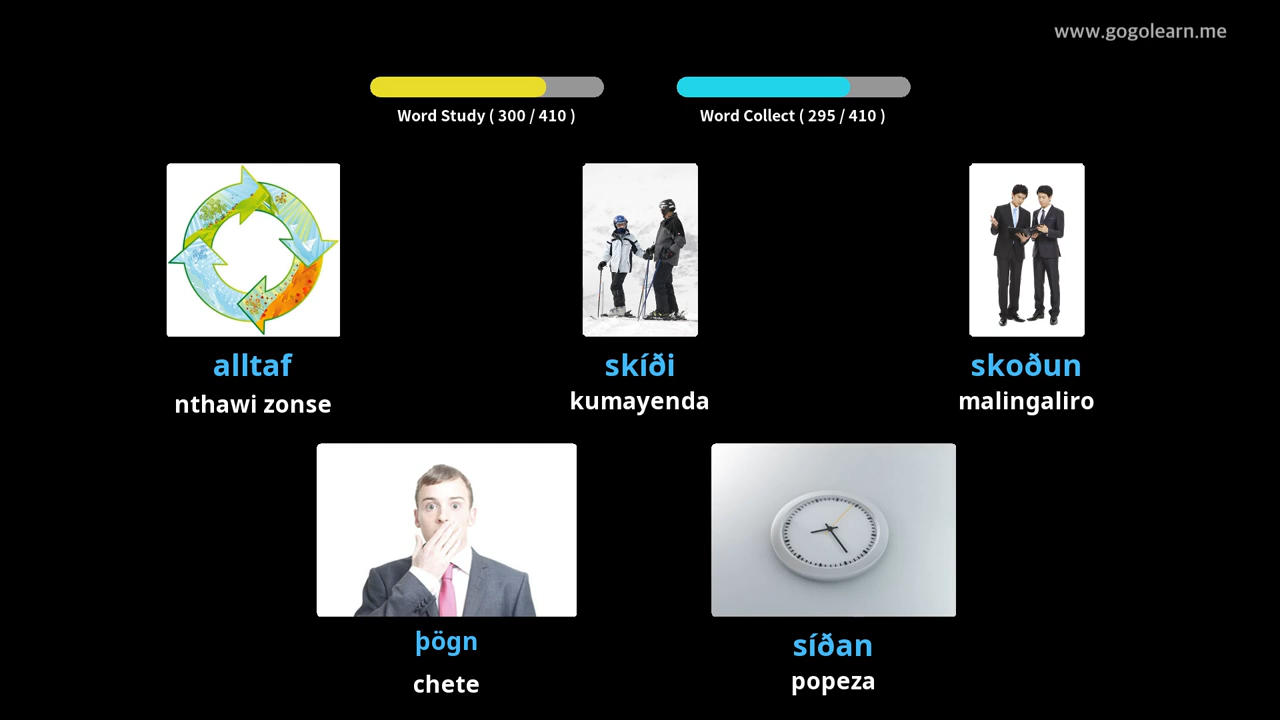 www.gogolearn.me
Word Study ( 300 / 410 )
Word Collect ( 295 / 410 )
alltaf
nthawi zonse
skíði
kumayenda
skoðun
malingaliro
þögn
chete
síðan
popeza